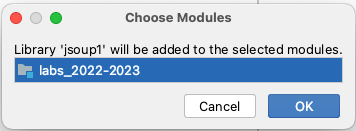 Choose Modules
Library 'jsoup1' will be added to the selected modules.
labs_2022-2023
Cancel OK